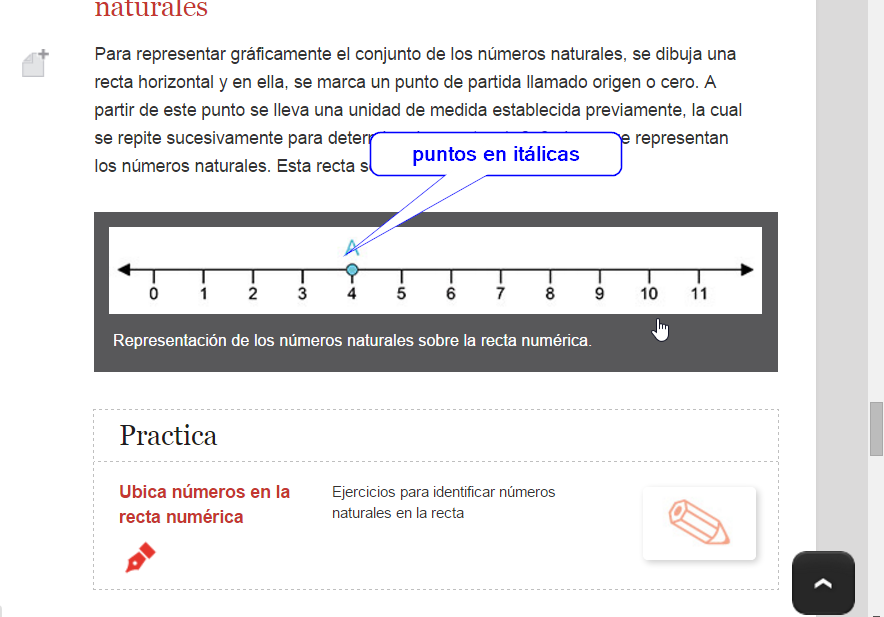 naturales
Para representar gráficamente el conjunto de los números naturales, se dibuja una
recta horizontal y en ella, se marca un punto de partida llamado origen o cero. A
partir de este punto se lleva una unidad de medida establecida previamente, la cual
se repite sucesivamente para representan
los números naturales. Esta recta
puntos en itálicas
A
0 1 2 3 4 5 6 7 8 9 10 11
Representación de los números naturales sobre la recta numérica.
Practica
Ubica números en la
recta numérica
Ejercicios para identificar números
naturales en la recta